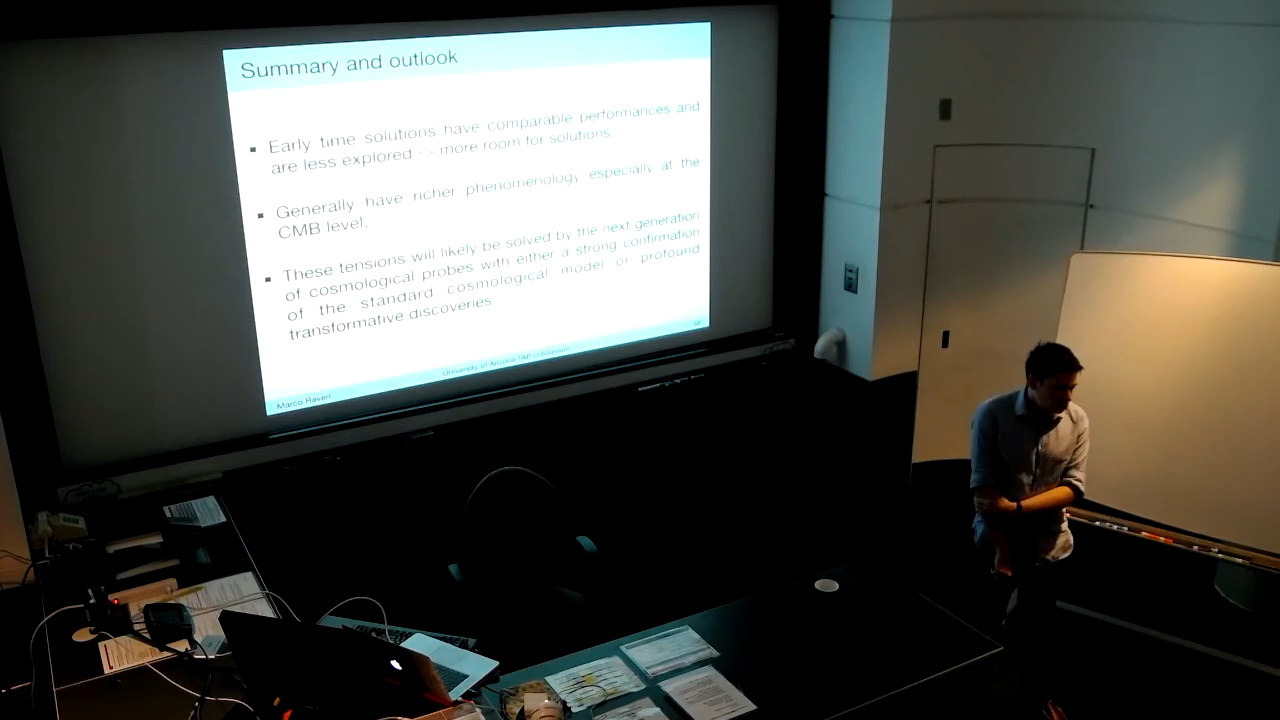 Summary and outlook
▪ Early time solutions have comparable performances and
are less explored -> more room for solutions.
▪ Generally have richer phenomenology especially at the
CMB level.
▪ These tensions will likely be solved by the next generation
of cosmological probes with either a strong confirmation
of the standard cosmological model or profound
transformative discoveries
University of Arizona TAP colloquium
Marco Raveri